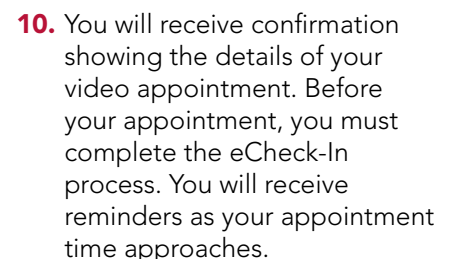 10. You will receive confirmation
showing the details of your
video appointment. Before
your appointment, you must
complete the eCheck-In
process. You will receive
reminders as your appointment
time approaches.